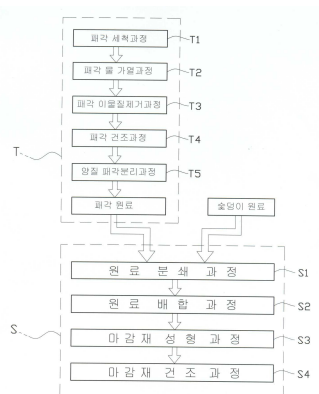 패각 세척과정 T1
패각 물 가열과정 T2
패각 이물질제거과정 T3
패각 건조과정 T4
양질 패각분리과정 T5
T
패각 원료
숯덩이 원료
원 료 분 쇄 과 정 S1
원 료 배 합 과 정 S2
S
마 감 재 성 형 과 정 S3
마 감 재 건 조 과 정 S4